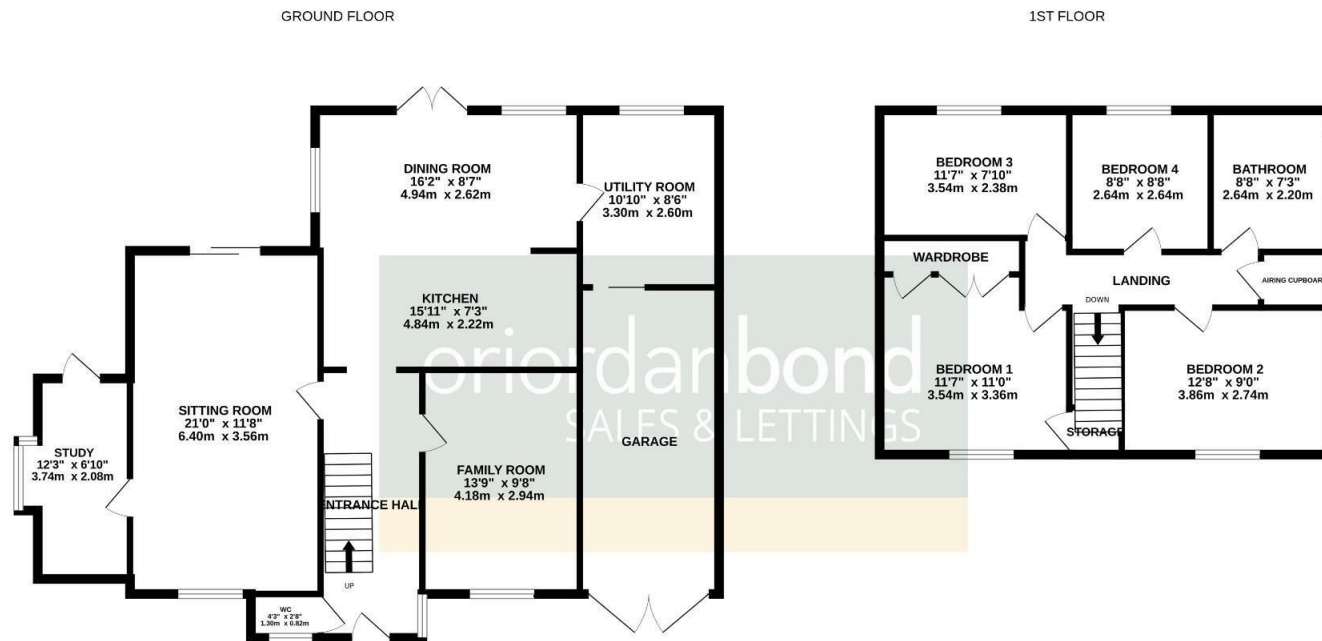 GROUND FLOOR
1ST FLOOR
DINING ROOM
16'2" x 8'7"
4.94m x 2.62m
UTILITY ROOM
10'10" x 8'6"
3.30m x 2.60m
KITCHEN
15'11" x 7'3"
4.84m x 2.22m
SITTING ROOM
21'0" x 11'8"
6.40m x 3.56m
STUDY
12'3" x 6'10"
3.74m x 2.08m
FAMILY ROOM
13'9" x 9'8"
4.18m x 2.94m
GARAGE
ENTRANCE HALL
UP
WC
4'3" x 2'8"
1.30m x 0.82m
oriordanbond
SALES & LETTINGS
BEDROOM 3
11'7" x 7'10"
3.54m x 2.38m
BEDROOM 4
8'8" x 8'8"
2.64m x 2.64m
BATHROOM
8'8" x 7'3"
2.64m x 2.20m
WARDROBE
LANDING
AIRING CUPBOAR
DOWN
BEDROOM 1
11'7" x 11'0"
3.54m x 3.36m
BEDROOM 2
12'8" x 9'0"
3.86m x 2.74m
STORAGE